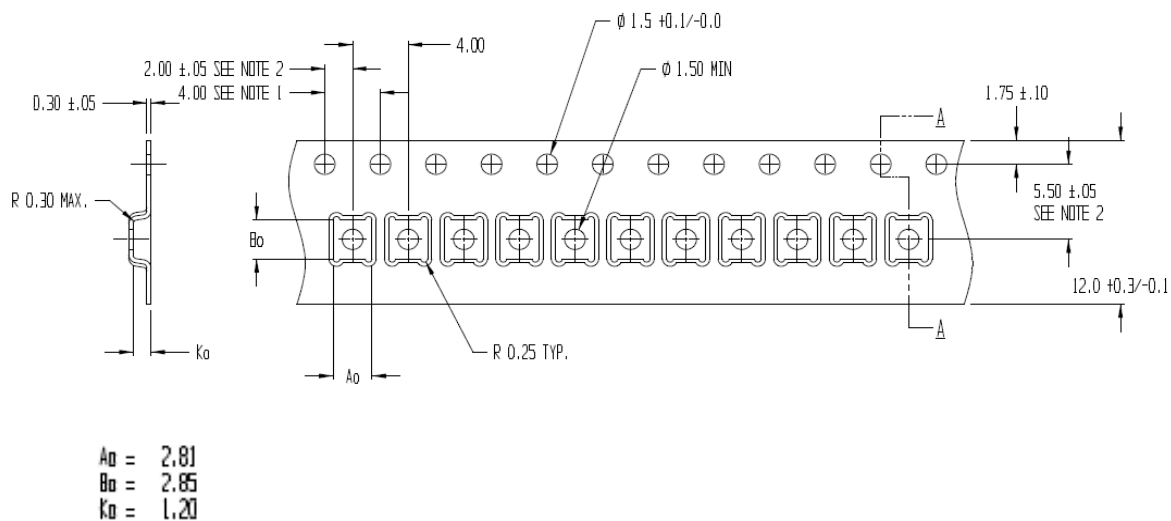 ϕ 1.5 +0.1/-0.0
4.00
2.00 ±.05 SEE NOTE 2
ϕ 1.50 MIN
4.00 SEE NOTE 1
0.30 ±.05
1.75 ±.10
A
R 0.30 MAX.
5.50 ±.05
SEE NOTE 2
Bo
12.0 +0.3/-0.1
A
Ko
R 0.25 TYP.
Ao
Ao = 2.81
Bo = 2.85
Ko = 1.20